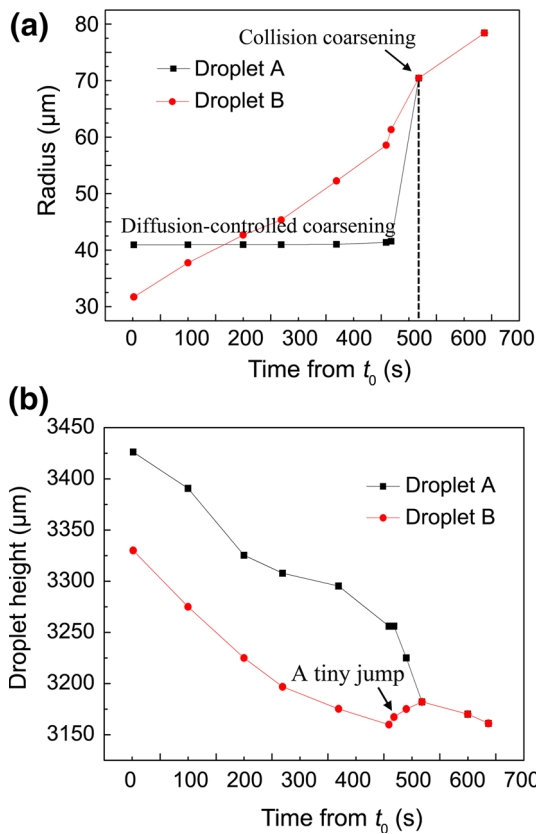 (a)
80
70
60
50
40
30
Radius (μm)
Collision coarsening
Droplet A
Droplet B
Diffusion-controlled coarsening
0 100 200 300 400 500 600 700
Time from t₀ (s)
(b)
3450
3400
3350
3300
3250
3200
3150
Droplet height (μm)
Droplet A
Droplet B
A tiny jump
0 100 200 300 400 500 600 700
Time from t₀ (s)